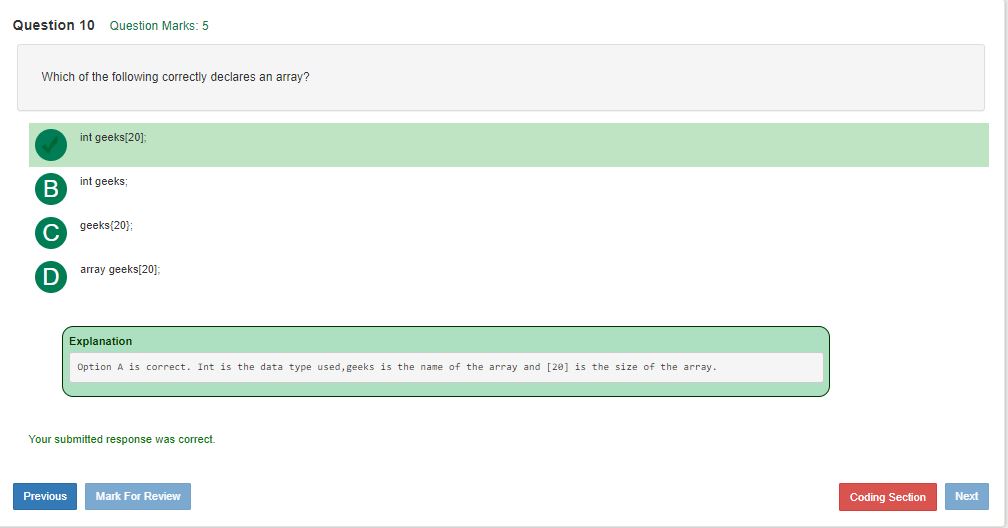 Question 10 Question Marks: 5
Which of the following correctly declares an array?
int geeks[20];
B int geeks;
C geeks{20};
D array geeks[20];
Explanation
Option A is correct. Int is the data type used,geeks is the name of the array and [20] is the size of the array.
Your submitted response was correct.
Previous Mark For Review Coding Section Next